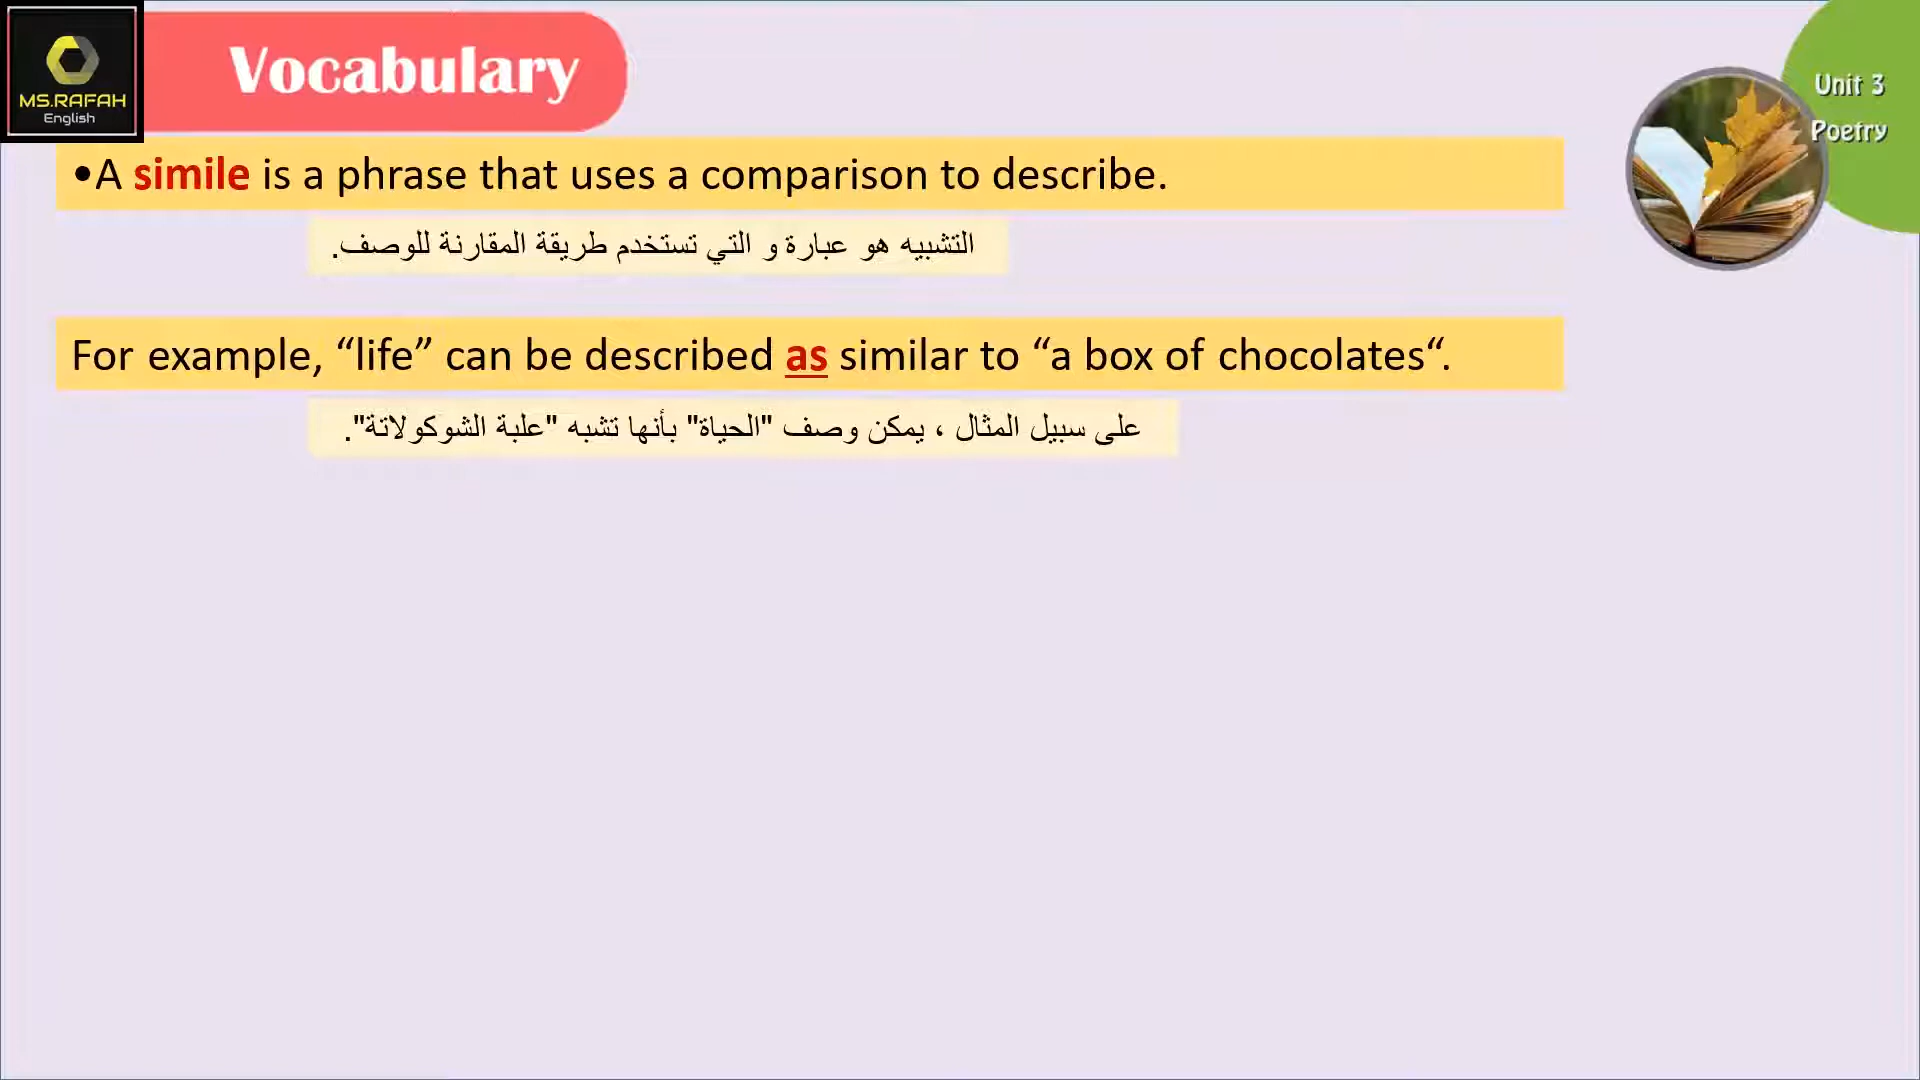 MS.RAFAH
English
Vocabulary
Unit 3
Poetry
•A simile is a phrase that uses a comparison to describe.
التشبيه هو عبارة و التي تستخدم طريقة المقارنة للوصف.
For example, “life” can be described as similar to “a box of chocolates“.
على سبيل المثال ، يمكن وصف "الحياة" بأنها تشبه "علبة الشوكولاتة".